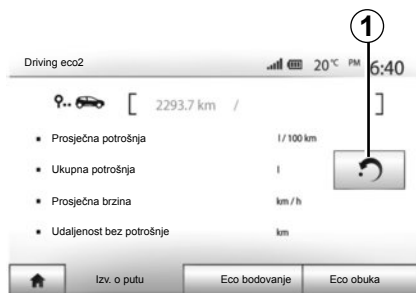 1
Driving eco2 20°C PM 6:40
[ 2293.7 km / ]
Prosječna potrošnja l/100 km
Ukupna potrošnja l
Prosječna brzina km/h
Udaljenost bez potrošnje km
Izv. o putu Eco bodovanje Eco obuka